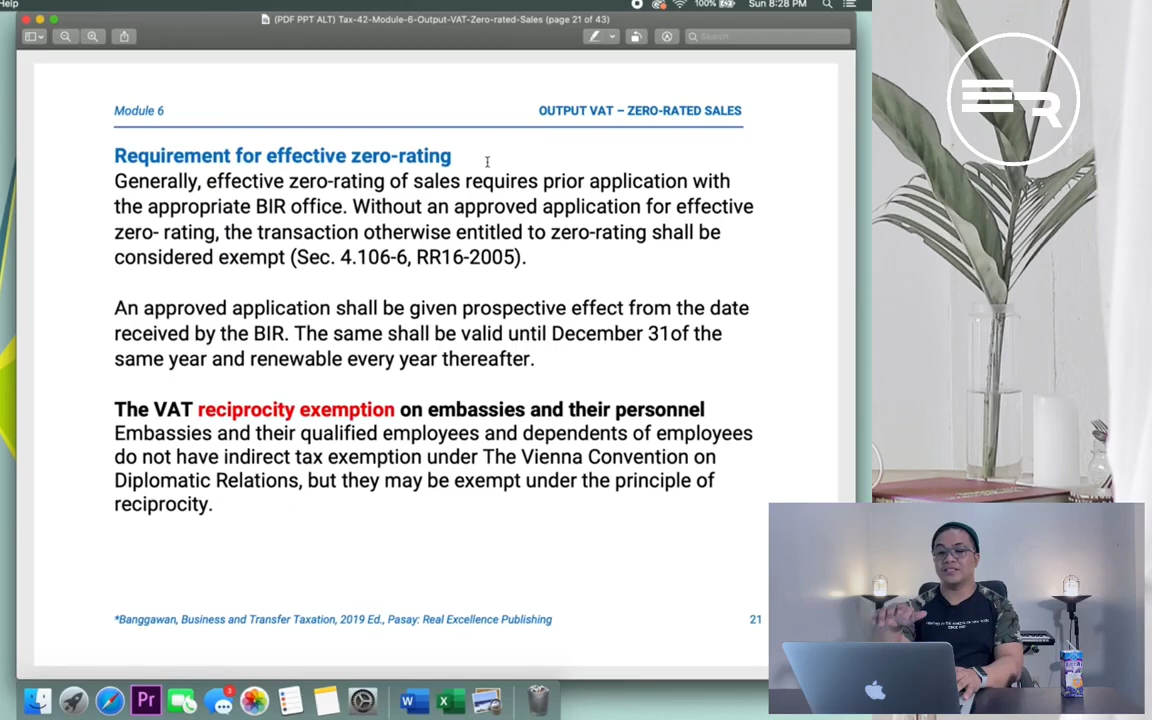 Help
100%
Sun 8:28 PM
(PDF PPT ALT) Tax-42-Module-6-Output-VAT-Zero-rated-Sales (page 21 of 43)
Search
Module 6
OUTPUT VAT – ZERO-RATED SALES
Requirement for effective zero-rating
Generally, effective zero-rating of sales requires prior application with
the appropriate BIR office. Without an approved application for effective
zero- rating, the transaction otherwise entitled to zero-rating shall be
considered exempt (Sec. 4.106-6, RR16-2005).
An approved application shall be given prospective effect from the date
received by the BIR. The same shall be valid until December 31of the
same year and renewable every year thereafter.
The VAT reciprocity exemption on embassies and their personnel
Embassies and their qualified employees and dependents of employees
do not have indirect tax exemption under The Vienna Convention on
Diplomatic Relations, but they may be exempt under the principle of
reciprocity.
*Banggawan, Business and Transfer Taxation, 2019 Ed., Pasay: Real Excellence Publishing
21
Pr
3
W
X
ER